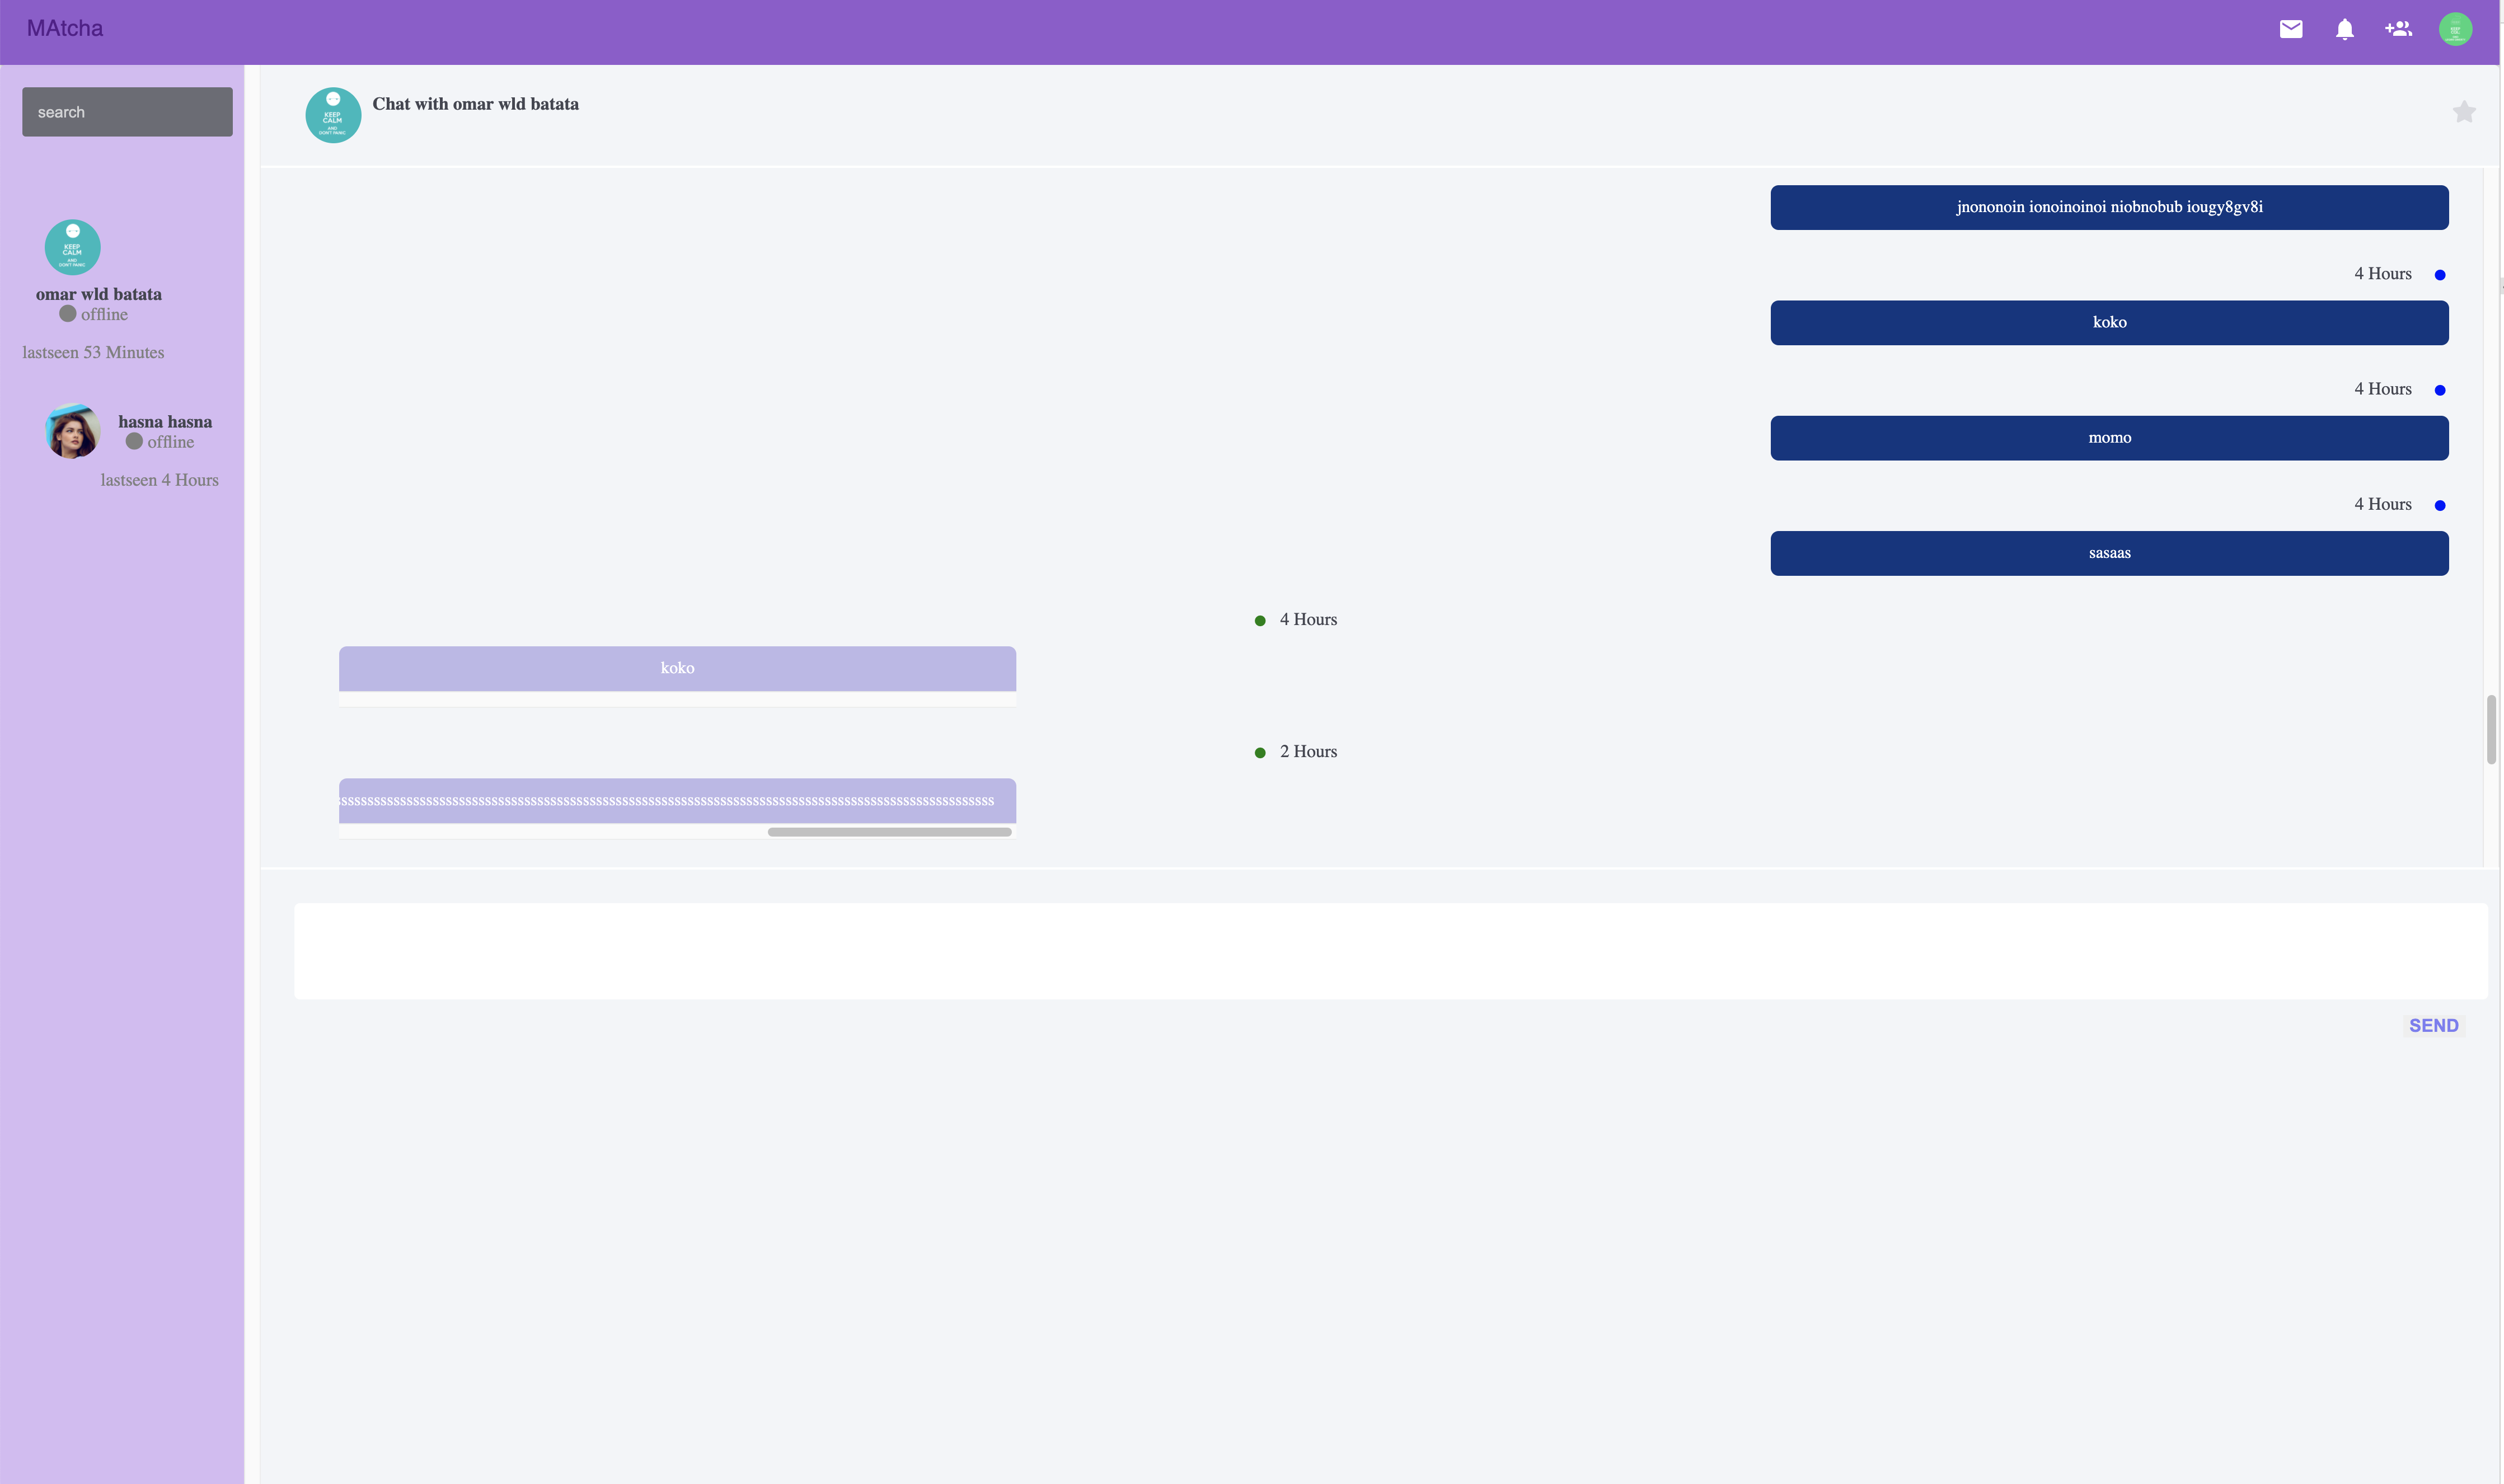 MAtcha
search
KEEP
CALM
AND
DON'T PANIC
omar wld batata
offline
lastseen 53 Minutes
hasna hasna
offline
lastseen 4 Hours
KEEP
CALM
AND
DON'T PANIC
Chat with omar wld batata
jnononoin ionoinoinoi niobnobub iougy8gv8i
4 Hours
koko
4 Hours
momo
4 Hours
sasaas
4 Hours
koko
2 Hours
SEND